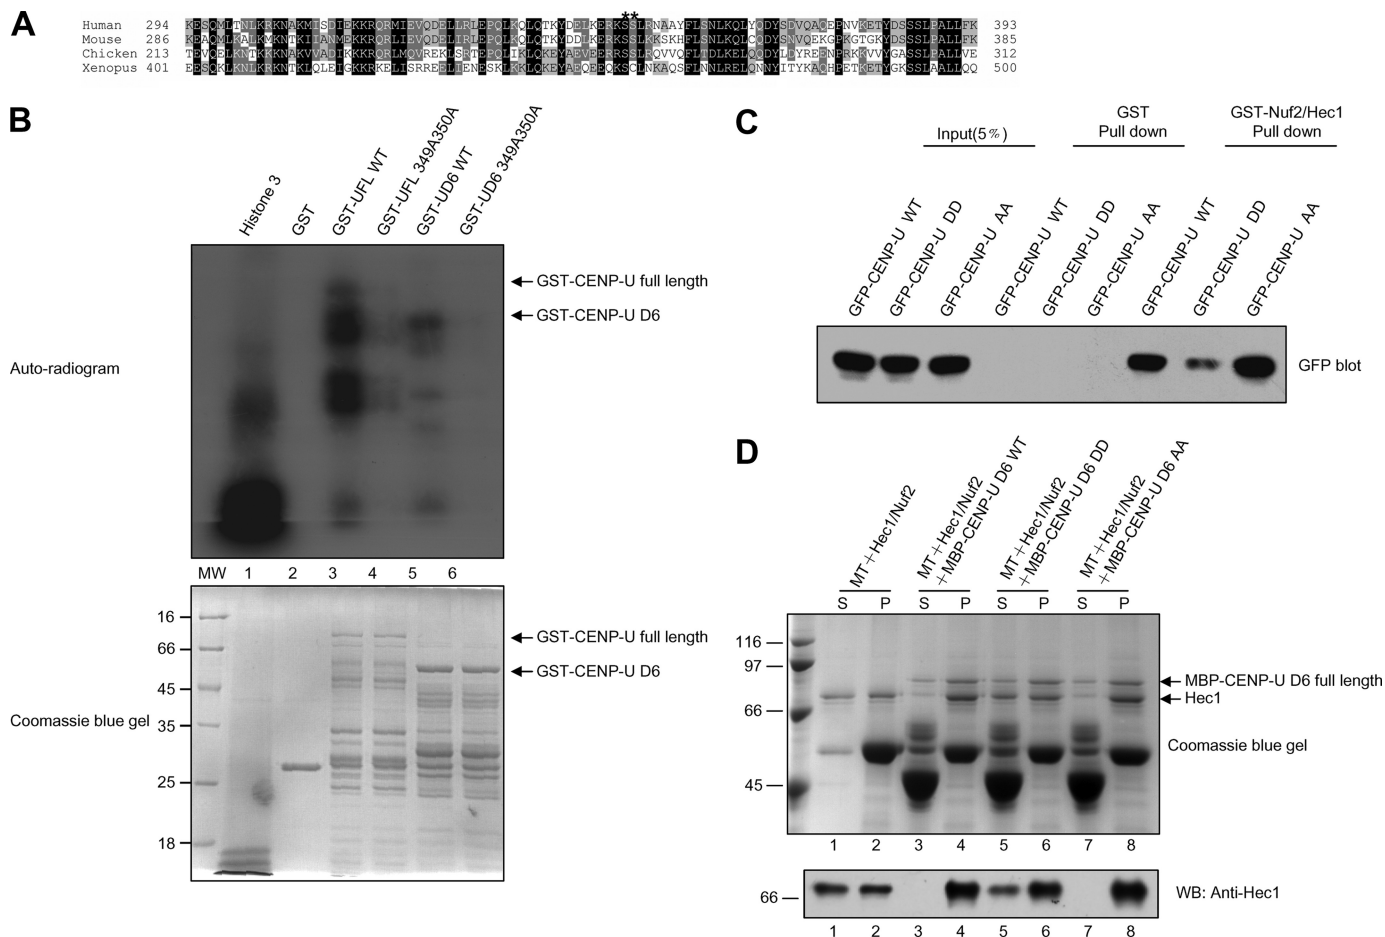 A
**
Human 294 KESQMLTNLKRKNAKMISDIEKKRQRMIEVQDELLRLEPQLKQLQTKYDELKERKSSLRNAAYFLSNLKQLYQDYSDVQAQEPNVKETYDSSSLPALLFK 393
Mouse 286 385
Chicken 213 312
Xenopus 401 500
B
Histone 3
GST
GST-UFL WT
GST-UFL 349A350A
GST-UD6 WT
GST-UD6 349A350A
GST-CENP-U full length
GST-CENP-U D6
Auto-radiogram
MW 1 2 3 4 5 6
16
66
45
35
25
18
GST-CENP-U full length
GST-CENP-U D6
Coomassie blue gel
C
Input(5%)
GST
Pull down
GST-Nuf2/Hec1
Pull down
GFP-CENP-U WT
GFP-CENP-U DD
GFP-CENP-U AA
GFP-CENP-U WT
GFP-CENP-U DD
GFP-CENP-U AA
GFP-CENP-U WT
GFP-CENP-U DD
GFP-CENP-U AA
GFP blot
D
MT+Hec1/Nuf2
MT+Hec1/Nuf2
+MBP-CENP-U D6 WT
MT+Hec1/Nuf2
+MBP-CENP-U D6 DD
MT+Hec1/Nuf2
+MBP-CENP-U D6 AA
S P S P S P S P
116
97
66
45
MBP-CENP-U D6 full length
Hec1
Coomassie blue gel
1 2 3 4 5 6 7 8
66
WB: Anti-Hec1
1 2 3 4 5 6 7 8